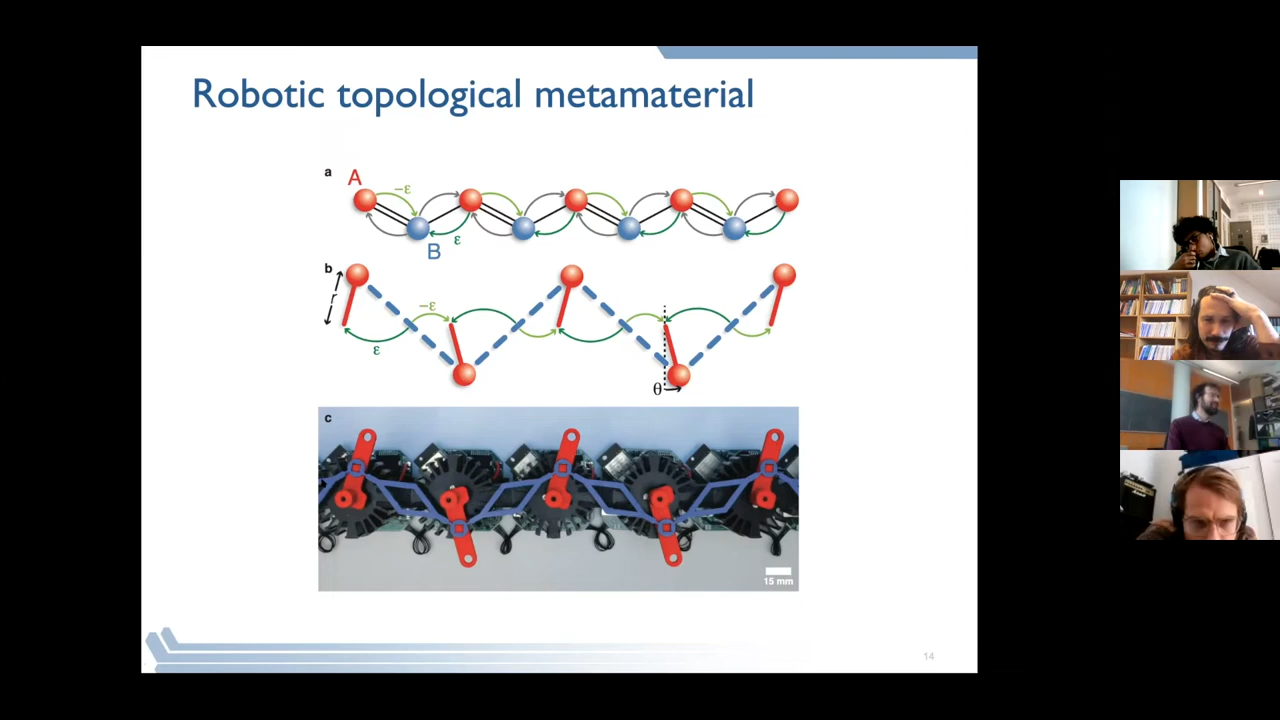 Robotic topological metamaterial
a
A
−ε
B
ε
b
r
−ε
ε
θ
c
15 mm
14